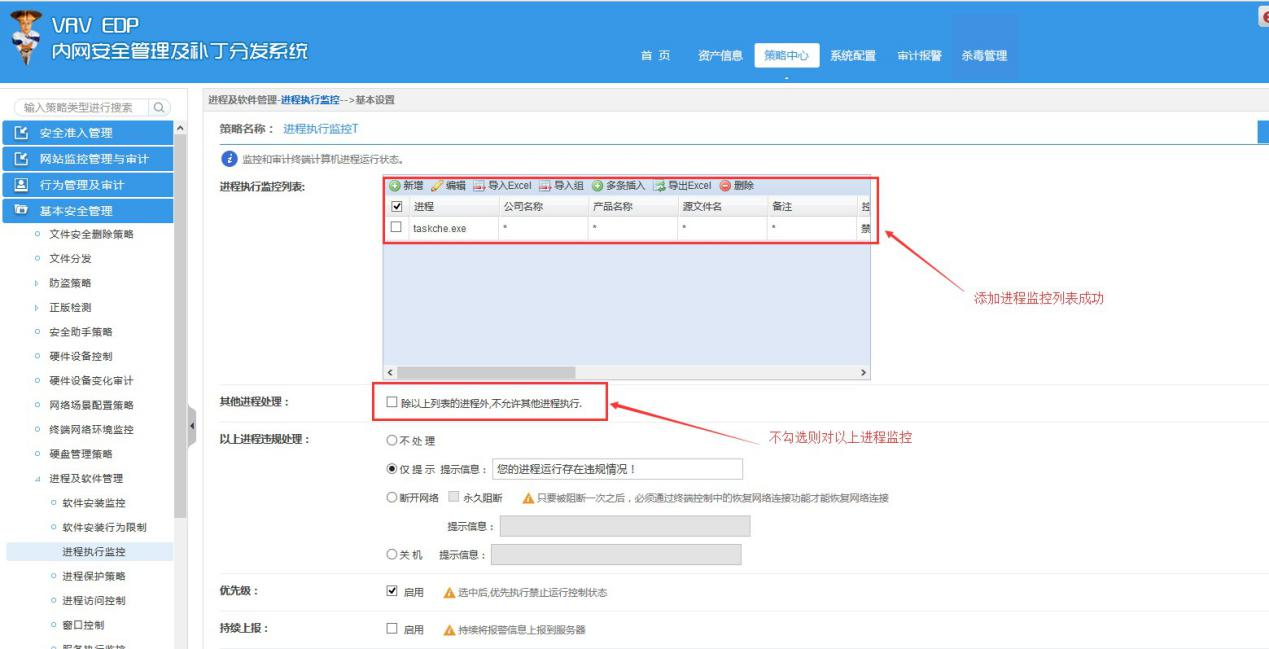 VRV EDP
内网安全管理及补丁分发系统
首 页 资产信息 策略中心 系统配置 审计报警 杀毒管理
输入策略类型进行搜索
安全准入管理
网站监控管理与审计
行为管理及审计
基本安全管理
文件安全删除策略
文件分发
防盗策略
正版检测
安全助手策略
硬件设备控制
硬件设备变化审计
网络场景配置策略
终端网络环境监控
硬盘管理策略
进程及软件管理
软件安装监控
软件安装行为限制
进程执行监控
进程保护策略
进程访问控制
窗口控制
服务执行监控
进程及软件管理-进程执行监控-->基本设置
策略名称： 进程执行监控T
监控和审计终端计算机进程运行状态。
进程执行监控列表:
新增 编辑 导入Excel 导入组 多条插入 导出Excel 删除
进程 公司名称 产品名称 源文件名 备注 控
taskche.exe * * * * 禁
添加进程监控列表成功
其他进程处理： 除以上列表的进程外,不允许其他进程执行.
不勾选则对以上进程监控
以上进程违规处理： 不 处 理
仅 提 示 提示信息： 您的进程运行存在违规情况！
断开网络 永久阻断 只要被阻断一次之后，必须通过终端控制中的恢复网络连接功能才能恢复网络连接
提示信息：
关 机 提示信息：
优先级： 启用 选中后,优先执行禁止运行控制状态
持续上报： 启用 持续将报警信息上报到服务器